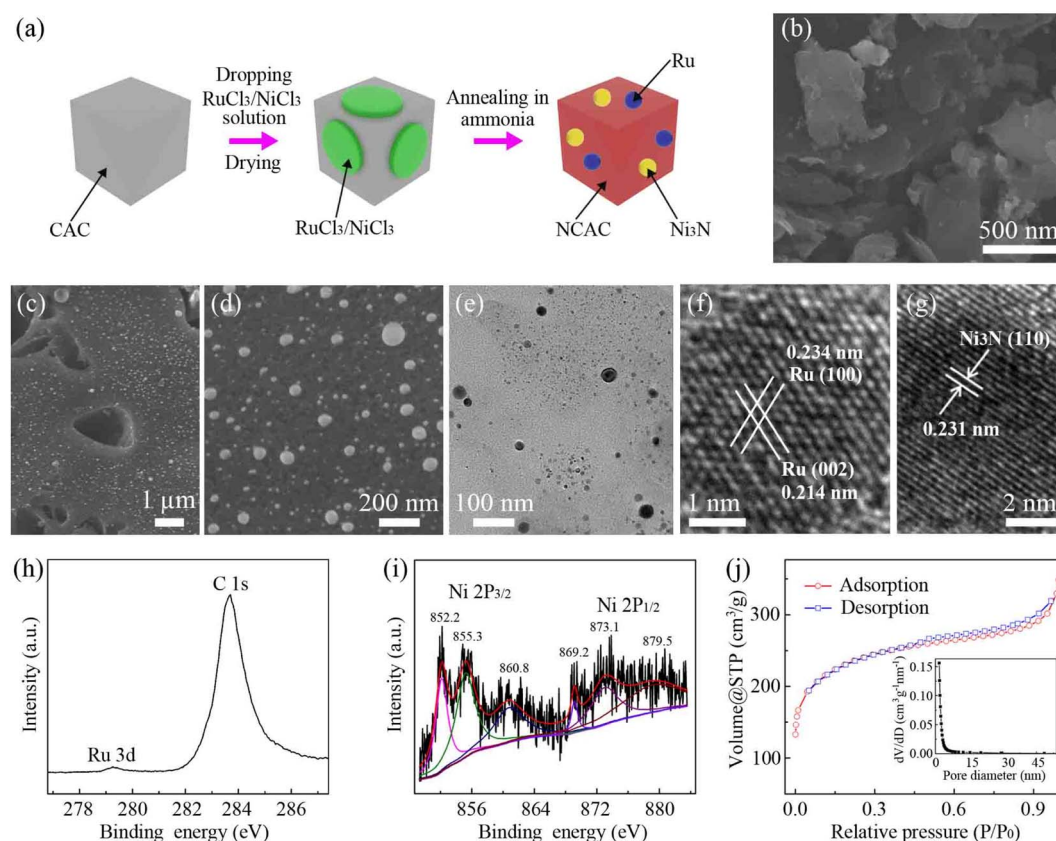 (a)
Dropping
RuCl₃/NiCl₃
solution
Drying
Annealing in
ammonia
Ru
CAC
RuCl₃/NiCl₃
NCAC
Ni₃N
(b)
500 nm
(c)
1 µm
(d)
200 nm
(e)
100 nm
(f)
0.234 nm
Ru (100)
Ru (002)
0.214 nm
1 nm
(g)
Ni₃N (110)
0.231 nm
2 nm
(h)
C 1s
Ru 3d
Intensity (a.u.)
278 280 282 284 286
Binding energy (eV)
(i)
Ni 2P3/2
Ni 2P1/2
852.2
855.3
860.8
869.2
873.1
879.5
Intensity (a.u.)
856 864 872 880
Binding energy (eV)
(j)
Adsorption
Desorption
Volume@STP (cm³/g)
300
200
100
0.0 0.3 0.6 0.9
Relative pressure (P/P₀)
dV/dD (cm³g⁻¹nm⁻¹)
0.15
0.10
0.05
0.00
0 15 30 45
Pore diameter (nm)